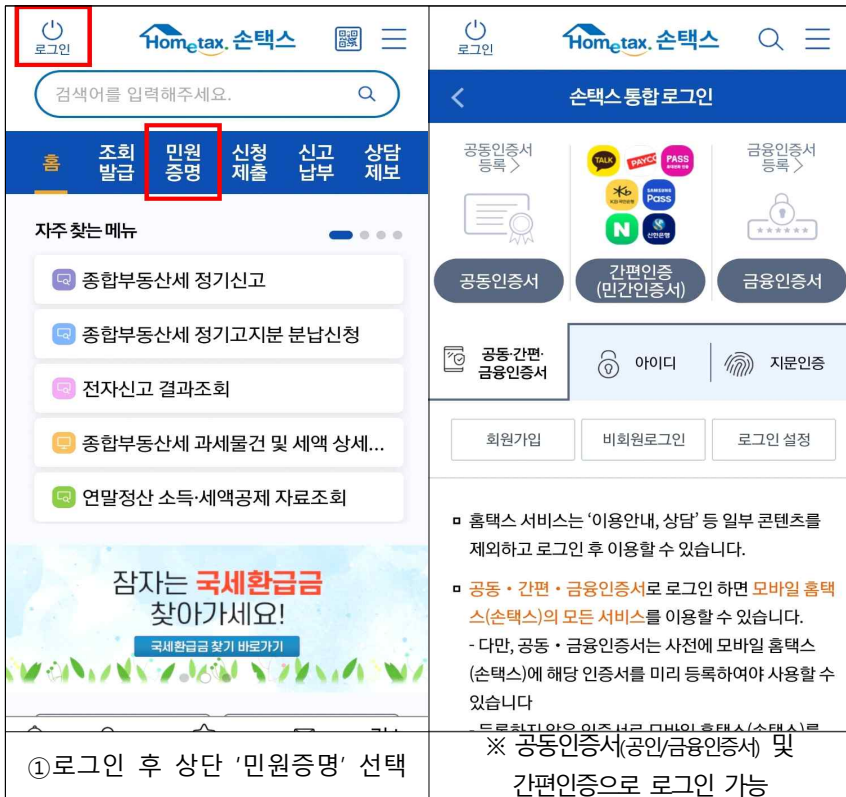 로그인
Hometax. 손택스
검색어를 입력해주세요.
홈
조회
발급
민원
증명
신청
제출
신고
납부
상담
제보
자주 찾는 메뉴
종합부동산세 정기신고
종합부동산세 정기고지분 분납신청
전자신고 결과조회
종합부동산세 과세물건 및 세액 상세...
연말정산 소득·세액공제 자료조회
잠자는 국세환급금
찾아가세요!
국세환급금 찾기 바로가기
①로그인 후 상단 '민원증명' 선택
로그인
Hometax. 손택스
손택스 통합 로그인
공동인증서
등록 >
TALK
PAYCO
PASS
KB국민은행
SAMSUNG
Pass
N
신한은행
금융인증서
등록 >
공동인증서
간편인증
(민간인증서)
금융인증서
공동·간편·
금융인증서
아이디
지문인증
회원가입
비회원로그인
로그인 설정
홈택스 서비스는 ‘이용안내, 상담’ 등 일부 콘텐츠를
제외하고 로그인 후 이용할 수 있습니다.
공동·간편·금융인증서로 로그인 하면 모바일 홈택
스(손택스)의 모든 서비스를 이용할 수 있습니다.
- 다만, 공동·금융인증서는 사전에 모바일 홈택스
(손택스)에 해당 인증서를 미리 등록하여야 사용할 수
있습니다
※ 공동인증서(공인/금융인증서) 및
간편인증으로 로그인 가능